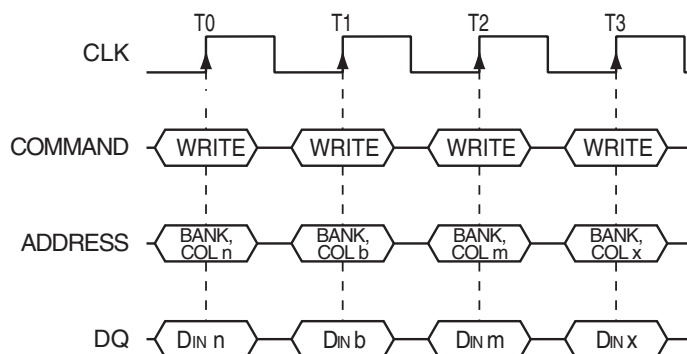 T0 T1 T2 T3
CLK
COMMAND WRITE WRITE WRITE WRITE
ADDRESS BANK, COL n BANK, COL b BANK, COL m BANK, COL x
DQ DIN n DIN b DIN m DIN x